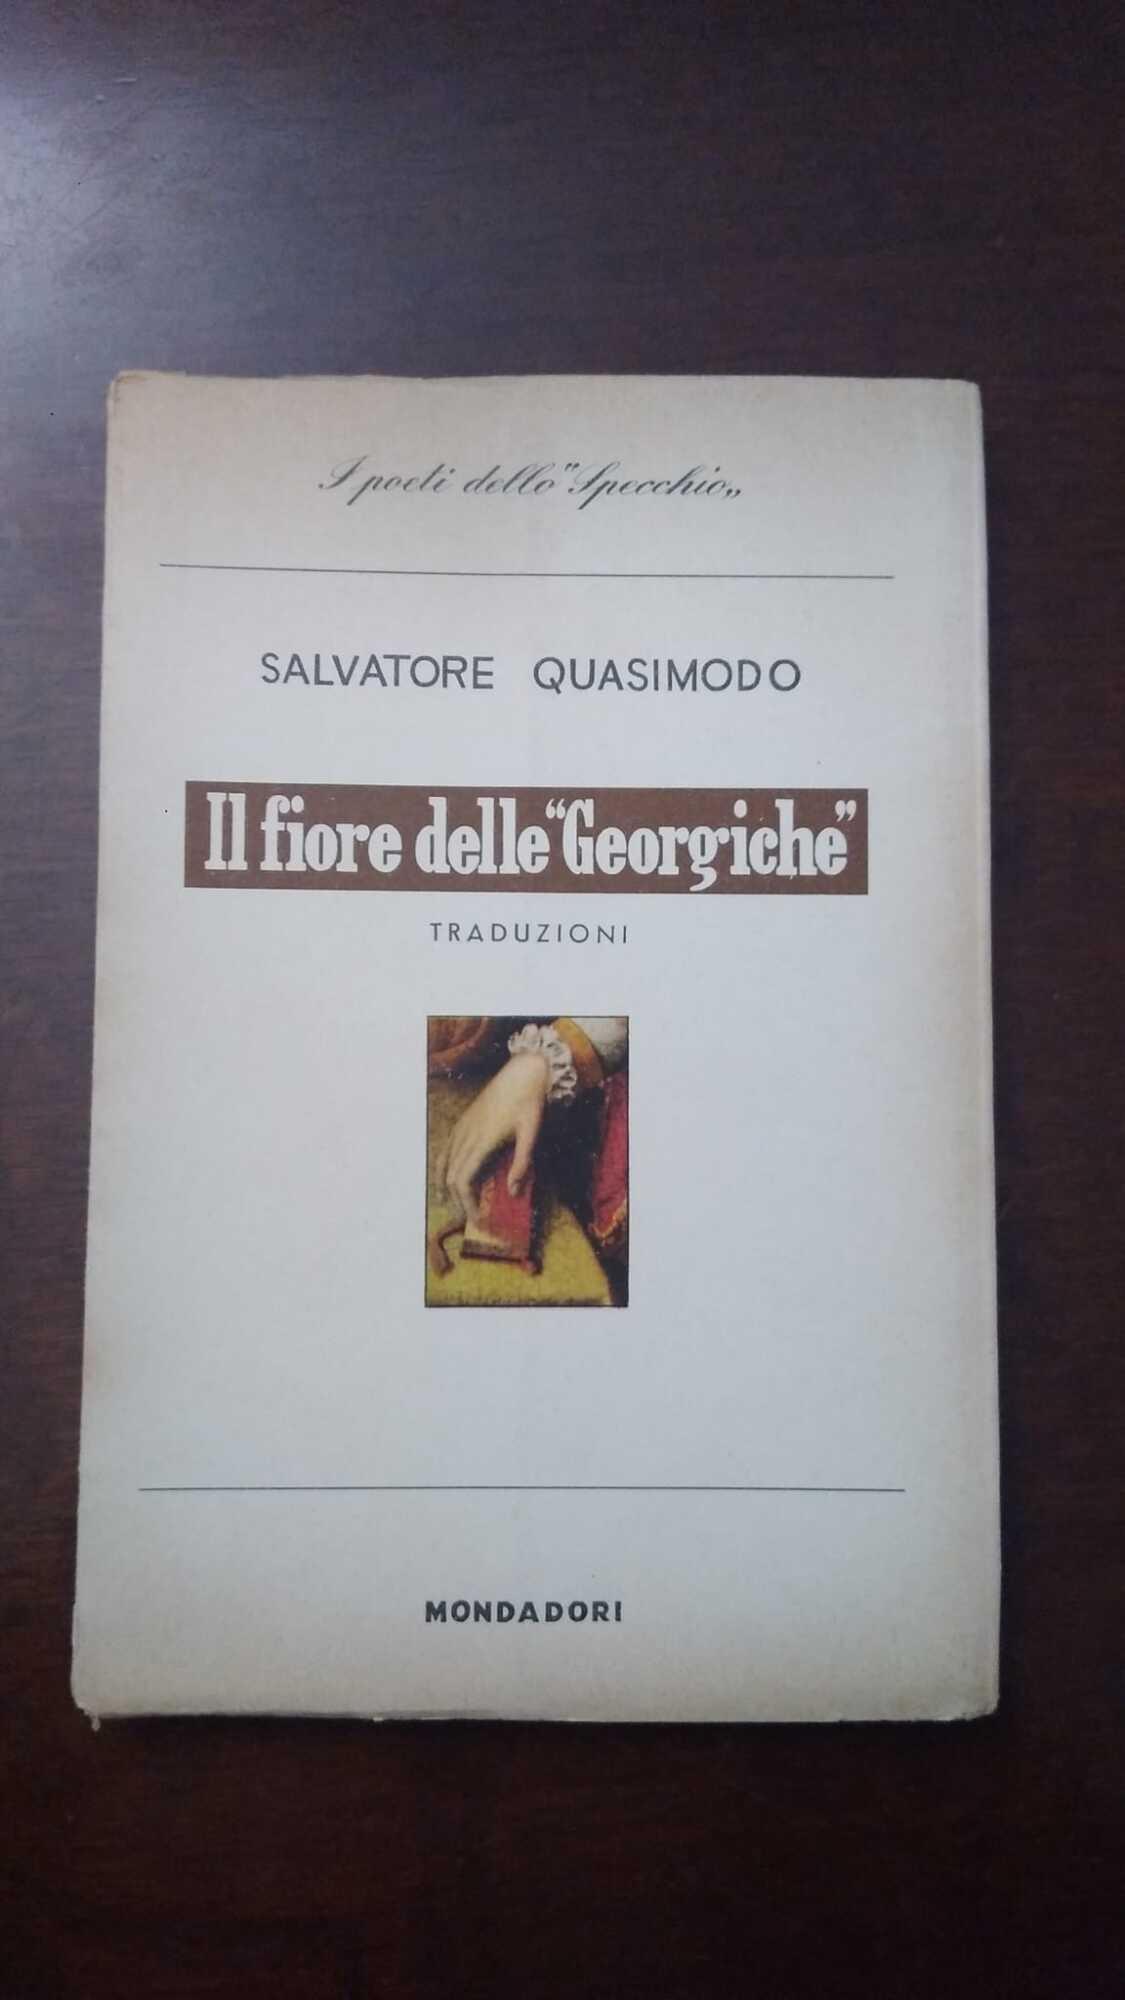 I poeti dello "Specchio„
SALVATORE QUASIMODO
Il fiore delle “Georgiche”
TRADUZIONI
MONDADORI